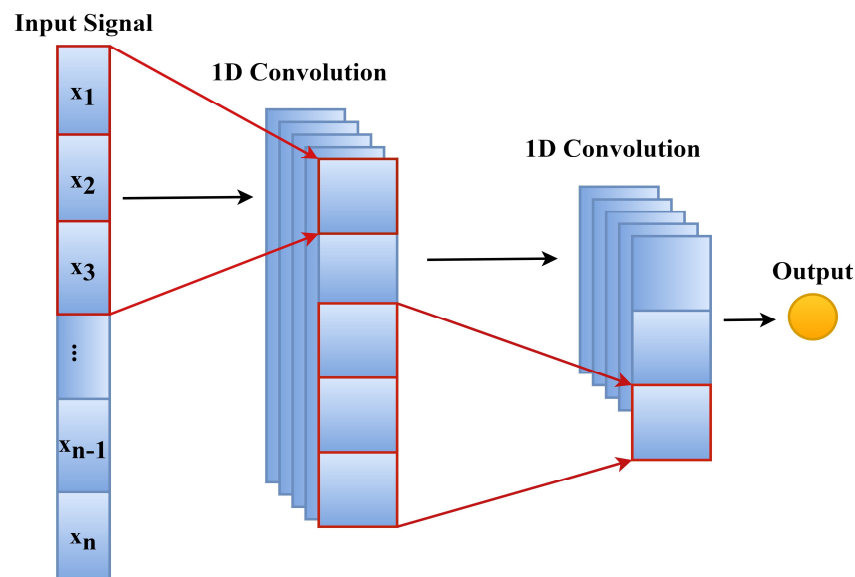 Input Signal
1D Convolution
1D Convolution
Output
x1
x2
x3
...
xn-1
xn